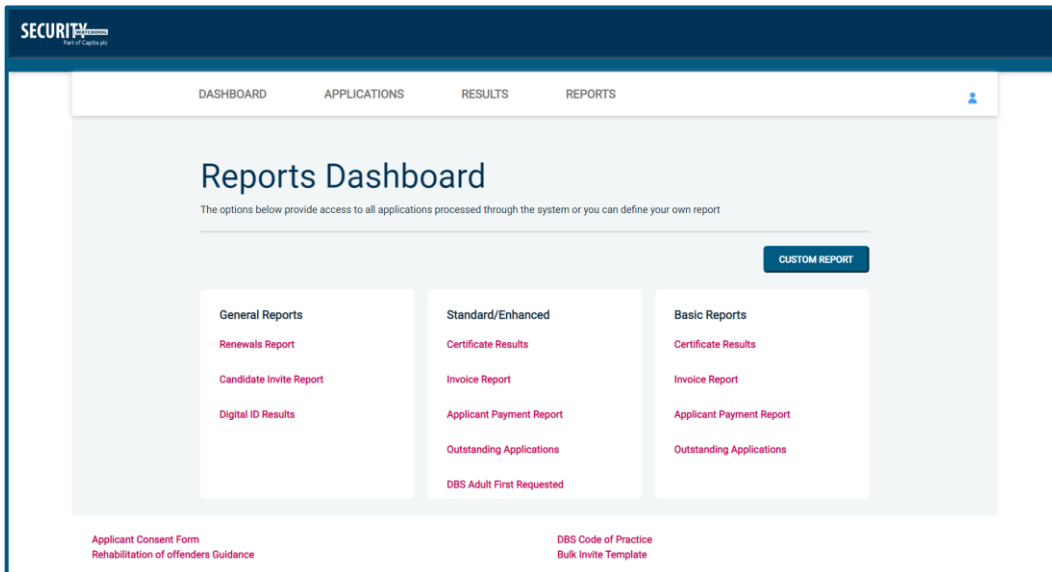 SECURITY WATCHDOG
Part of Capita plc
DASHBOARD APPLICATIONS RESULTS REPORTS
Reports Dashboard
The options below provide access to all applications processed through the system or you can define your own report
CUSTOM REPORT
General Reports
Renewals Report
Candidate Invite Report
Digital ID Results
Standard/Enhanced
Certificate Results
Invoice Report
Applicant Payment Report
Outstanding Applications
DBS Adult First Requested
Basic Reports
Certificate Results
Invoice Report
Applicant Payment Report
Outstanding Applications
Applicant Consent Form
Rehabilitation of offenders Guidance
DBS Code of Practice
Bulk Invite Template